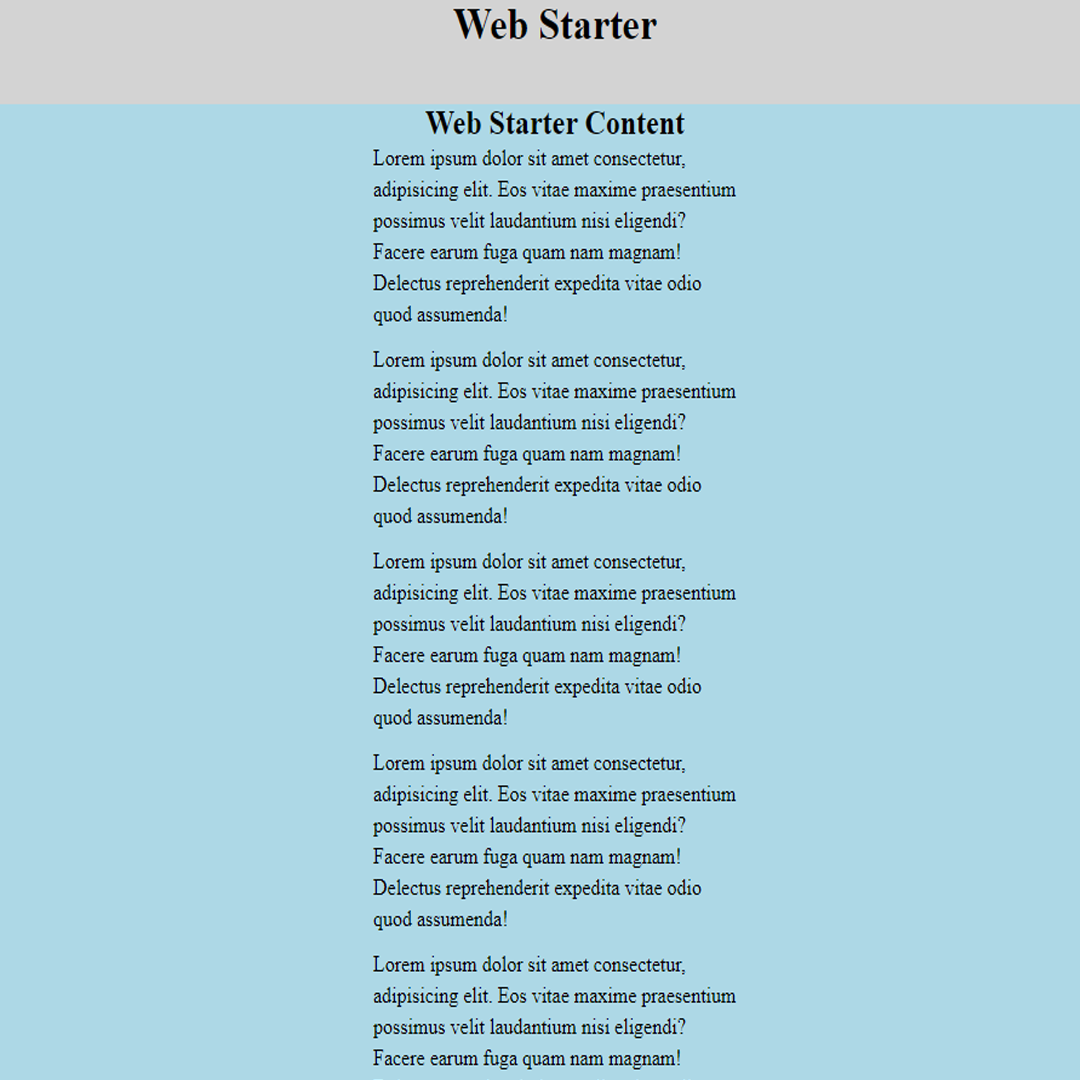 Web Starter
Web Starter Content
Lorem ipsum dolor sit amet consectetur,
adipisicing elit. Eos vitae maxime praesentium
possimus velit laudantium nisi eligendi?
Facere earum fuga quam nam magnam!
Delectus reprehenderit expedita vitae odio
quod assumenda!
Lorem ipsum dolor sit amet consectetur,
adipisicing elit. Eos vitae maxime praesentium
possimus velit laudantium nisi eligendi?
Facere earum fuga quam nam magnam!
Delectus reprehenderit expedita vitae odio
quod assumenda!
Lorem ipsum dolor sit amet consectetur,
adipisicing elit. Eos vitae maxime praesentium
possimus velit laudantium nisi eligendi?
Facere earum fuga quam nam magnam!
Delectus reprehenderit expedita vitae odio
quod assumenda!
Lorem ipsum dolor sit amet consectetur,
adipisicing elit. Eos vitae maxime praesentium
possimus velit laudantium nisi eligendi?
Facere earum fuga quam nam magnam!
Delectus reprehenderit expedita vitae odio
quod assumenda!
Lorem ipsum dolor sit amet consectetur,
adipisicing elit. Eos vitae maxime praesentium
possimus velit laudantium nisi eligendi?
Facere earum fuga quam nam magnam!